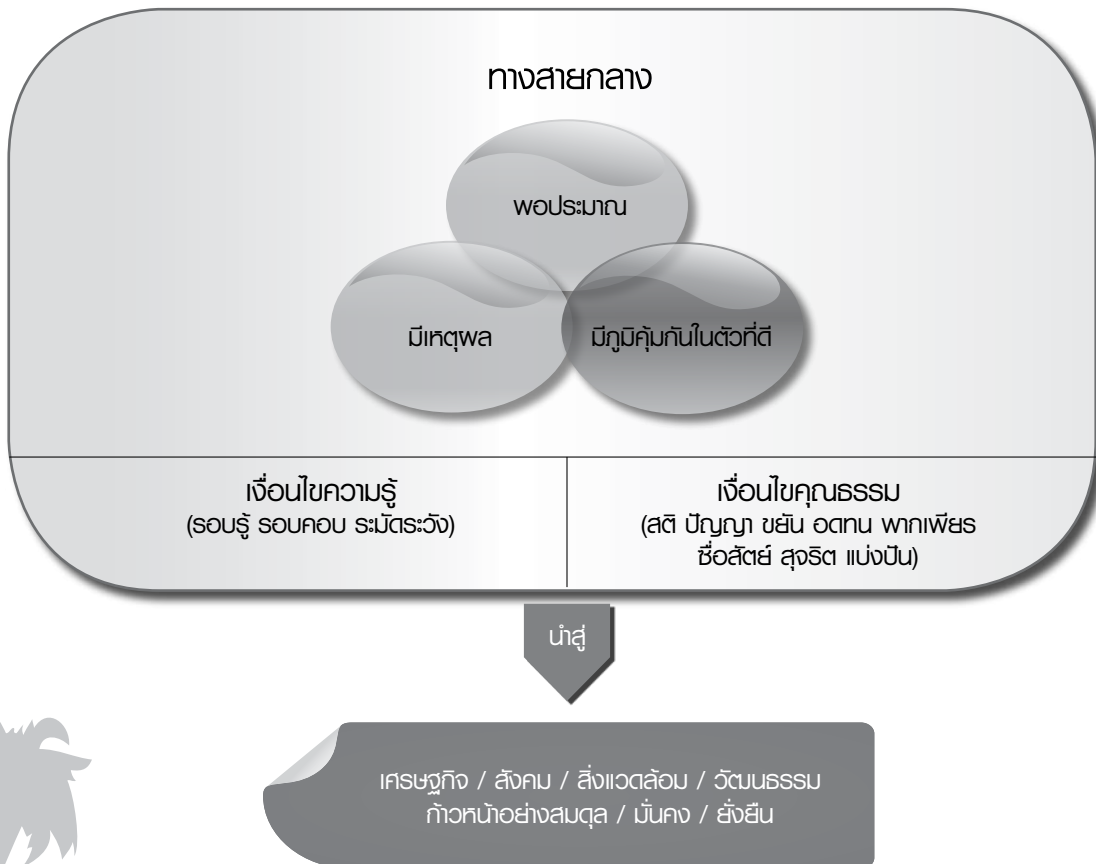 ทางสายกลาง
พอประมาณ
มีเหตุผล
มีภูมิคุ้มกันในตัวที่ดี
เงื่อนไขความรู้
(รอบรู้ รอบคอบ ระมัดระวัง)
เงื่อนไขคุณธรรม
(สติ ปัญญา ขยัน อดทน พากเพียร
ซื่อสัตย์ สุจริต แบ่งปัน)
นำสู่
เศรษฐกิจ / สังคม / สิ่งแวดล้อม / วัฒนธรรม
ก้าวหน้าอย่างสมดุล / มั่นคง / ยั่งยืน